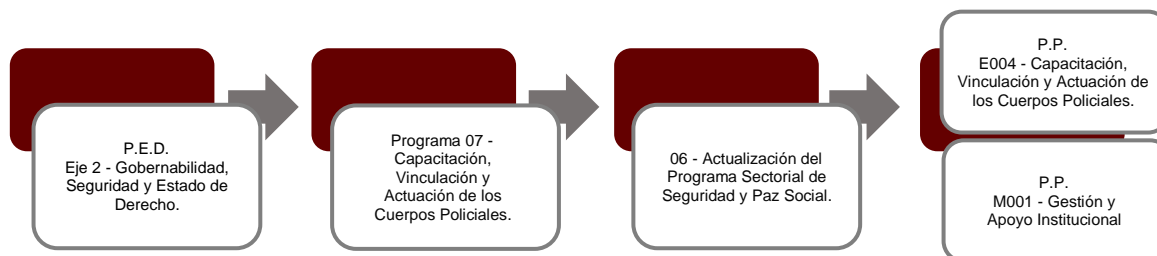 P.E.D.
Eje 2 - Gobernabilidad,
Seguridad y Estado de
Derecho.
Programa 07 -
Capacitación,
Vinculación y
Actuación de los
Cuerpos Policiales.
06 - Actualización del
Programa Sectorial de
Seguridad y Paz Social.
P.P.
E004 - Capacitación,
Vinculación y Actuación de
los Cuerpos Policiales.
P.P.
M001 - Gestión y
Apoyo Institucional